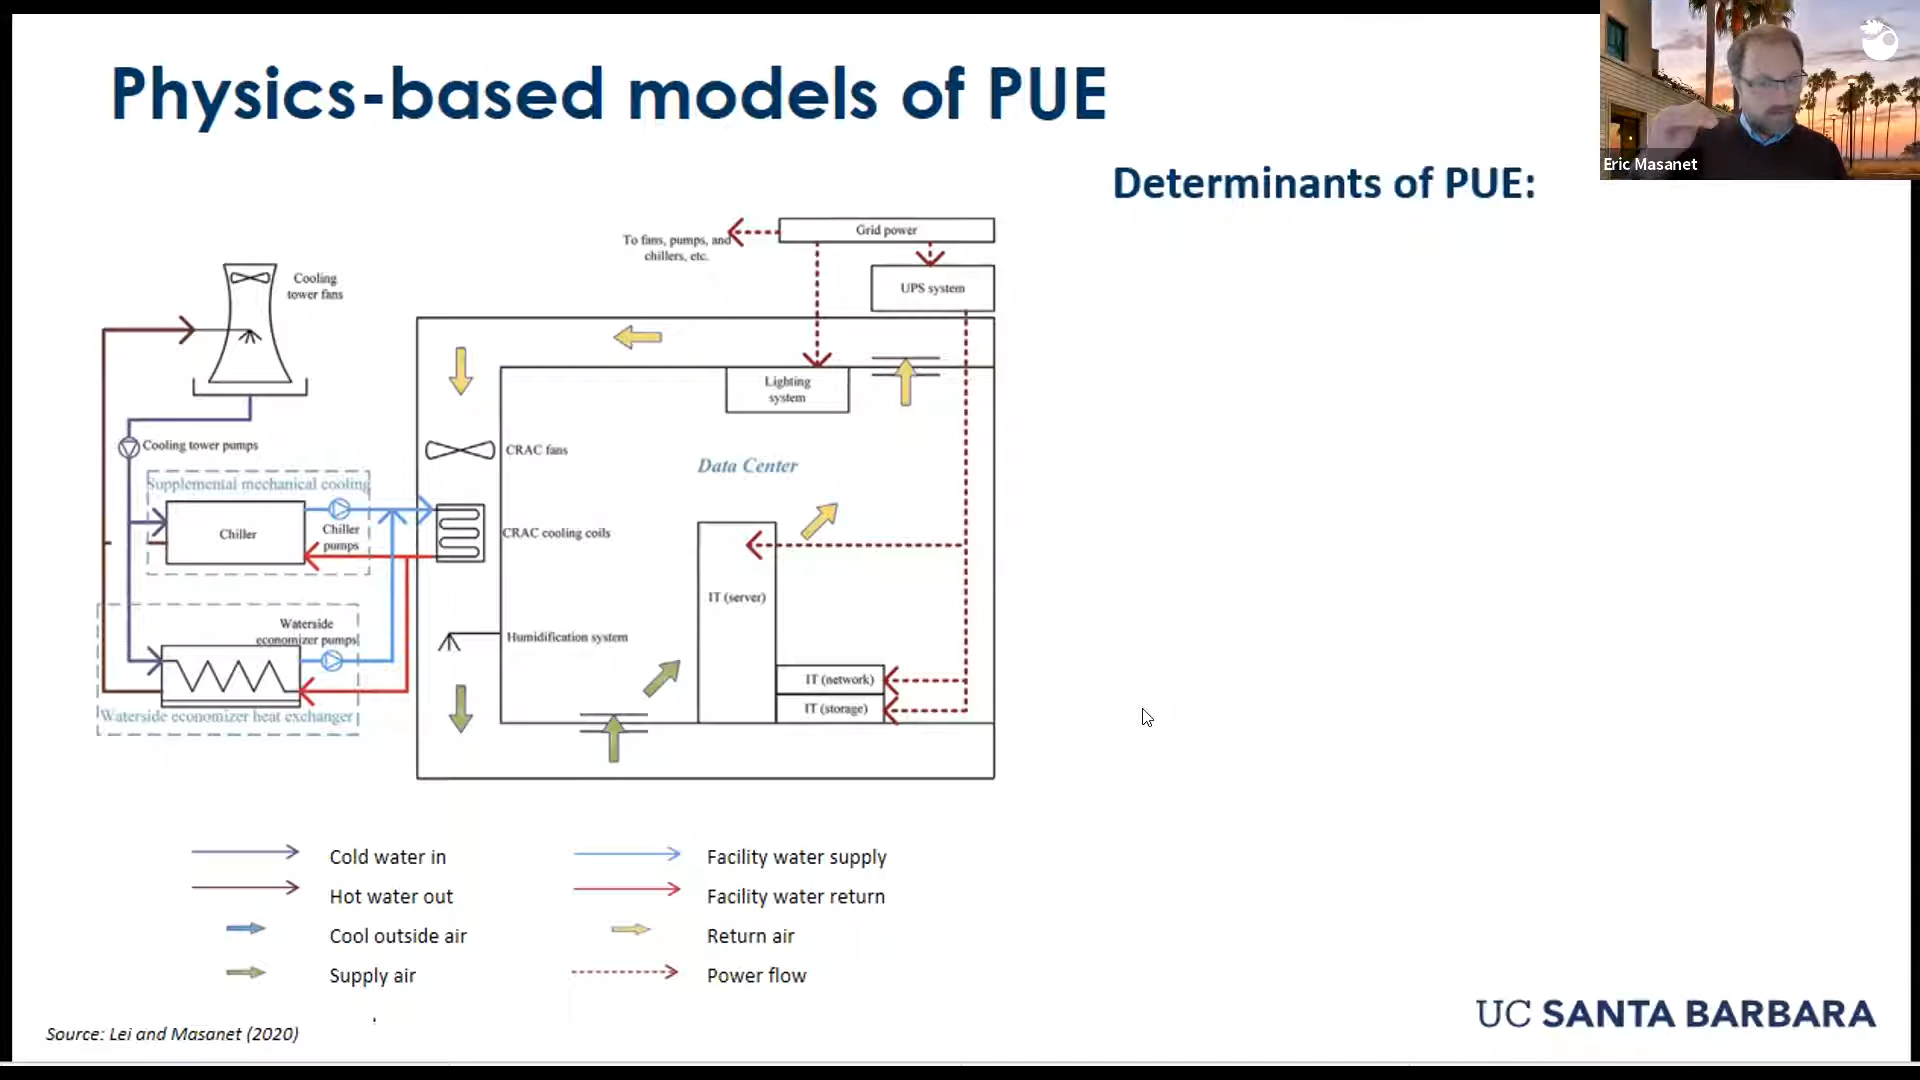 Physics-based models of PUE
Eric Masanet
Determinants of PUE:
To fans, pumps, and
chillers, etc.
Grid power
UPS system
Cooling
tower fans
Lighting
system
Cooling tower pumps
CRAC fans
Data Center
Supplemental mechanical cooling
Chiller
Chiller
pumps
CRAC cooling coils
IT (server)
Waterside
economizer pumps
Humidification system
IT (network)
IT (storage)
Waterside economizer heat exchanger
Cold water in
Facility water supply
Hot water out
Facility water return
Cool outside air
Return air
Supply air
Power flow
UC SANTA BARBARA
Source: Lei and Masanet (2020)